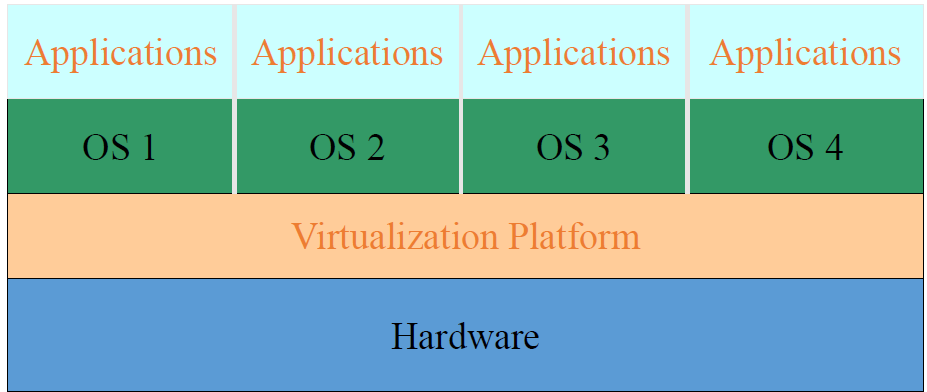 Applications Applications Applications Applications
OS 1 OS 2 OS 3 OS 4
Virtualization Platform
Hardware